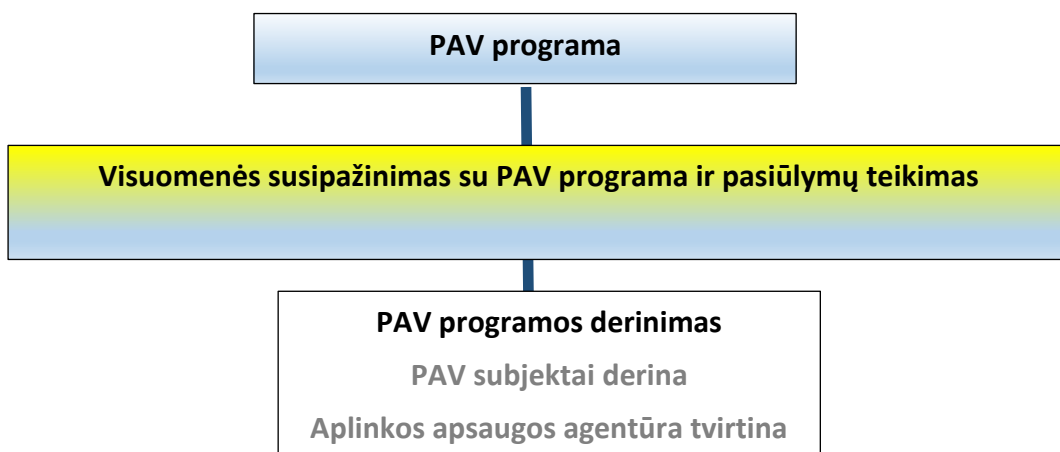 PAV programa
Visuomenės susipažinimas su PAV programa ir pasiūlymų teikimas
PAV programos derinimas
PAV subjektai derina
Aplinkos apsaugos agentūra tvirtina